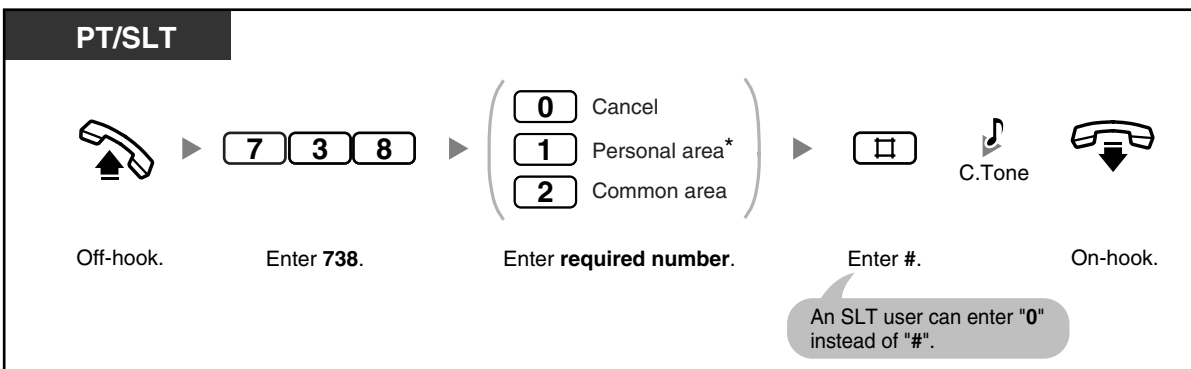 PT/SLT
7 3 8
0 Cancel
1 Personal area*
2 Common area
#
C.Tone
Off-hook.
Enter 738.
Enter required number.
Enter #.
On-hook.
An SLT user can enter "0"
instead of "#".